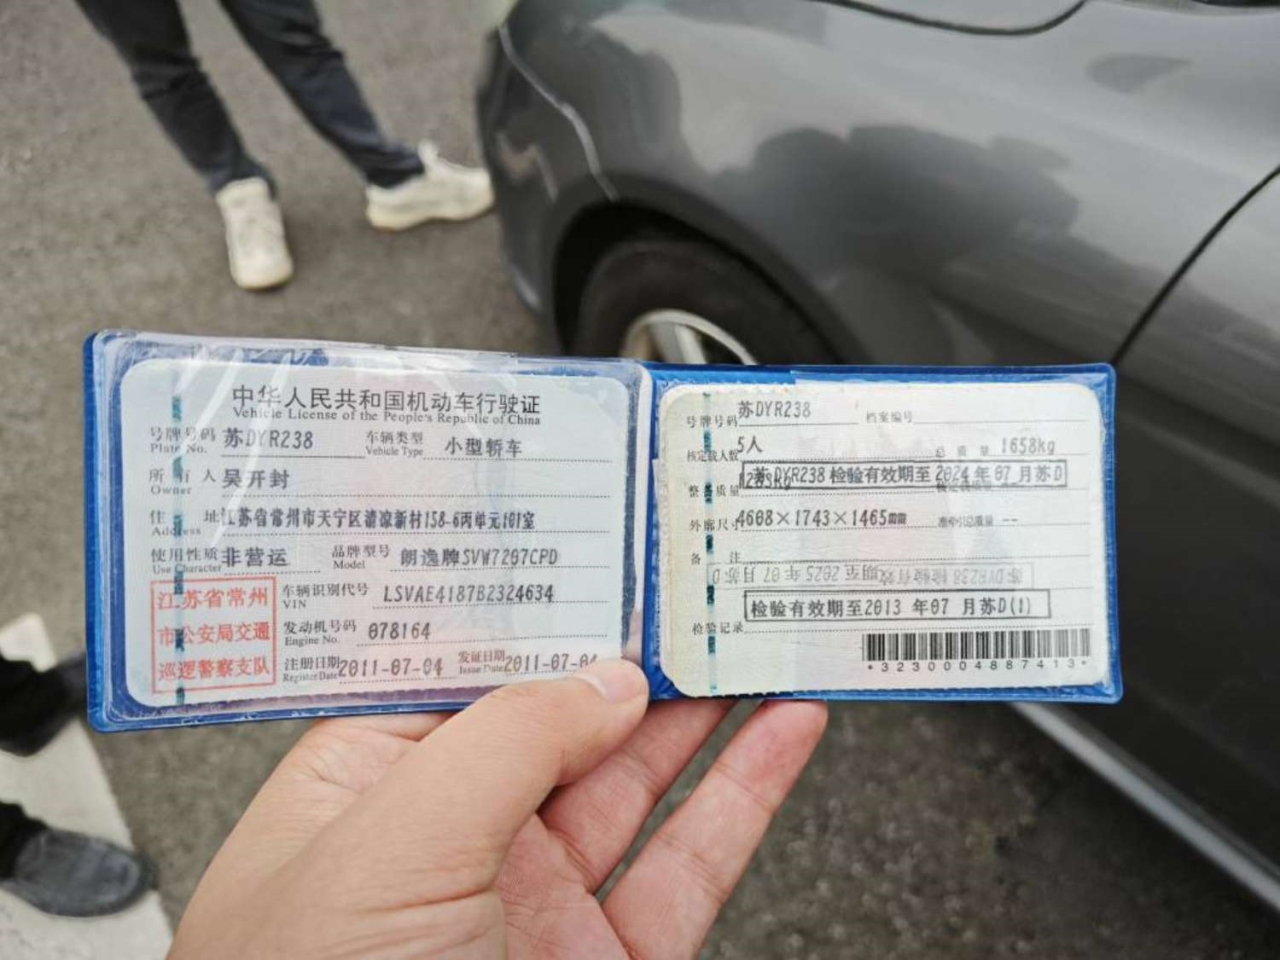 中华人民共和国机动车行驶证
Vehicle License of the People's Republic of China
号牌号码 苏DYR238 车辆类型 小型轿车
Plate No. Vehicle Type
所有人 吴开封
Owner
住址 江苏省常州市天宁区清凉新村158-6丙单元101室
Address
使用性质 非营运 品牌型号 朗逸牌SVW7207CPD
Use Character Model
江苏省常州
市公安局交通
巡逻警察支队
车辆识别代号 LSVAE4187B2324634
VIN
发动机号码 078164
Engine No.
注册日期 2011-07-04 发证日期 2011-07-04
Register Date Issue Date
号牌号码 苏DYR238 档案编号
核定载人数 5人 总质量 1658kg
整备质量
苏DYR238 检验有效期至 2024 年 07 月苏D
外廓尺寸 4608×1743×1465mm 准牵引总质量 --
备注
苏DYR238 检验有效期至 2025 年 07 月苏D
检验有效期至2013 年07 月苏D(1)
检验记录
*3230004887413*